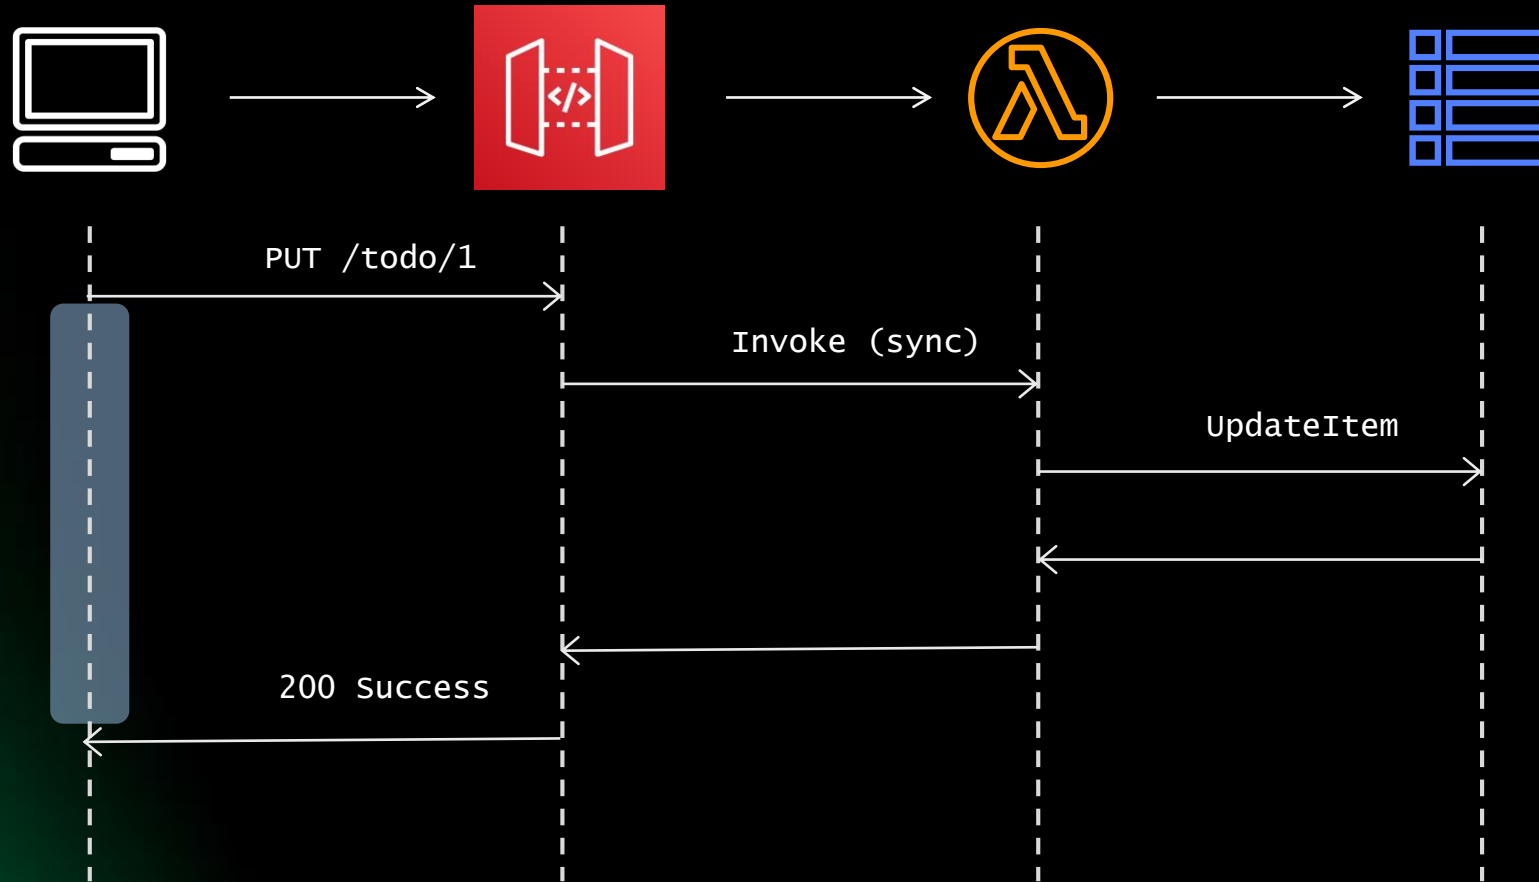 </>
PUT /todo/1
Invoke (sync)
UpdateItem
200 Success